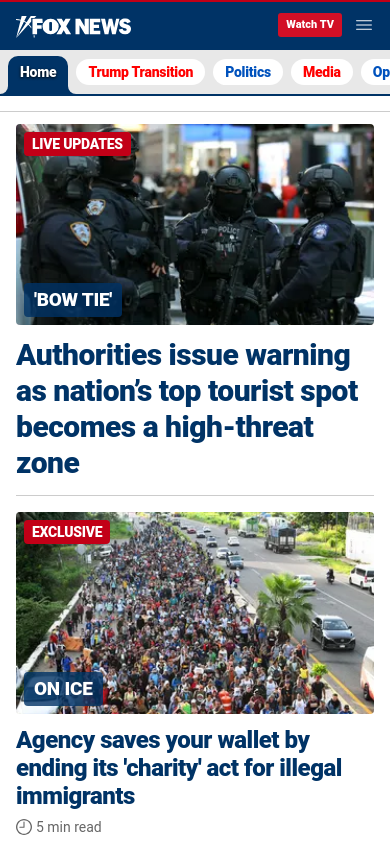 FOX NEWS
Watch TV
Home
Trump Transition
Politics
Media
Op
LIVE UPDATES
POLICE
'BOW TIE'
Authorities issue warning
as nation’s top tourist spot
becomes a high-threat
zone
EXCLUSIVE
ON ICE
Agency saves your wallet by
ending its 'charity' act for illegal
immigrants
5 min read